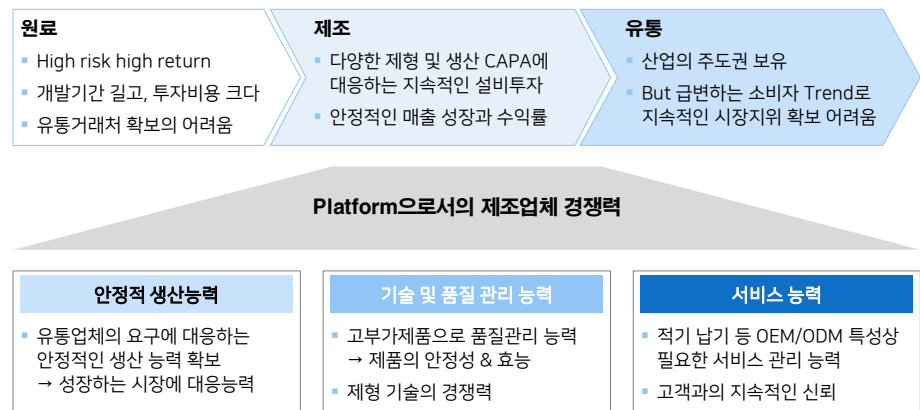 원료
High risk high return
개발기간 길고, 투자비용 크다
유통거래처 확보의 어려움
제조
다양한 제형 및 생산 CAPA에
대응하는 지속적인 설비투자
안정적인 매출 성장과 수익률
유통
산업의 주도권 보유
But 급변하는 소비자 Trend로
지속적인 시장지위 확보 어려움
Platform으로서의 제조업체 경쟁력
안정적 생산능력
유통업체의 요구에 대응하는
안정적인 생산 능력 확보
→ 성장하는 시장에 대응능력
기술 및 품질 관리 능력
고부가제품으로 품질관리 능력
→ 제품의 안정성 & 효능
제형 기술의 경쟁력
서비스 능력
적기 납기 등 OEM/ODM 특성상
필요한 서비스 관리 능력
고객과의 지속적인 신뢰